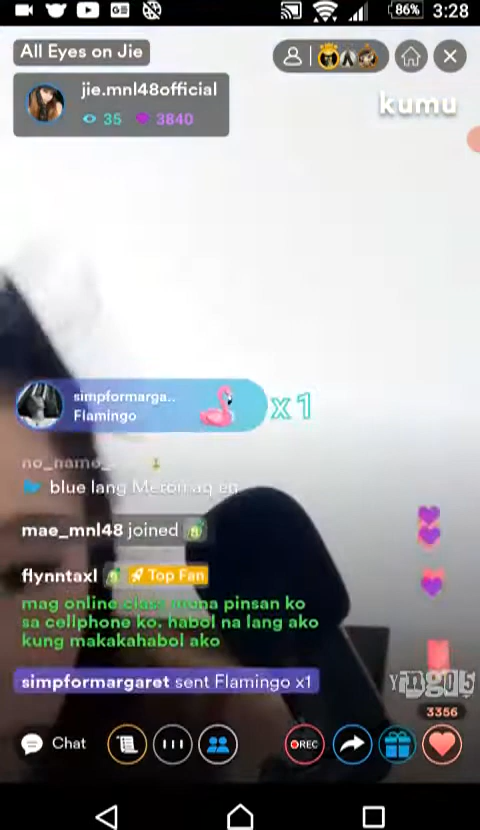 86%
3:28
All Eyes on Jie
jie.mnl48official
35
3840
kumu
simpformarga..
Flamingo
x 1
no_namo_
blue lang
mae_mnl48 joined
flynntaxl
Top Fan
mag online class muna pinsan ko
sa cellphone ko. habol na lang ako
kung makakahabol ako
simpformargaret sent Flamingo x1
3356
Chat
REC